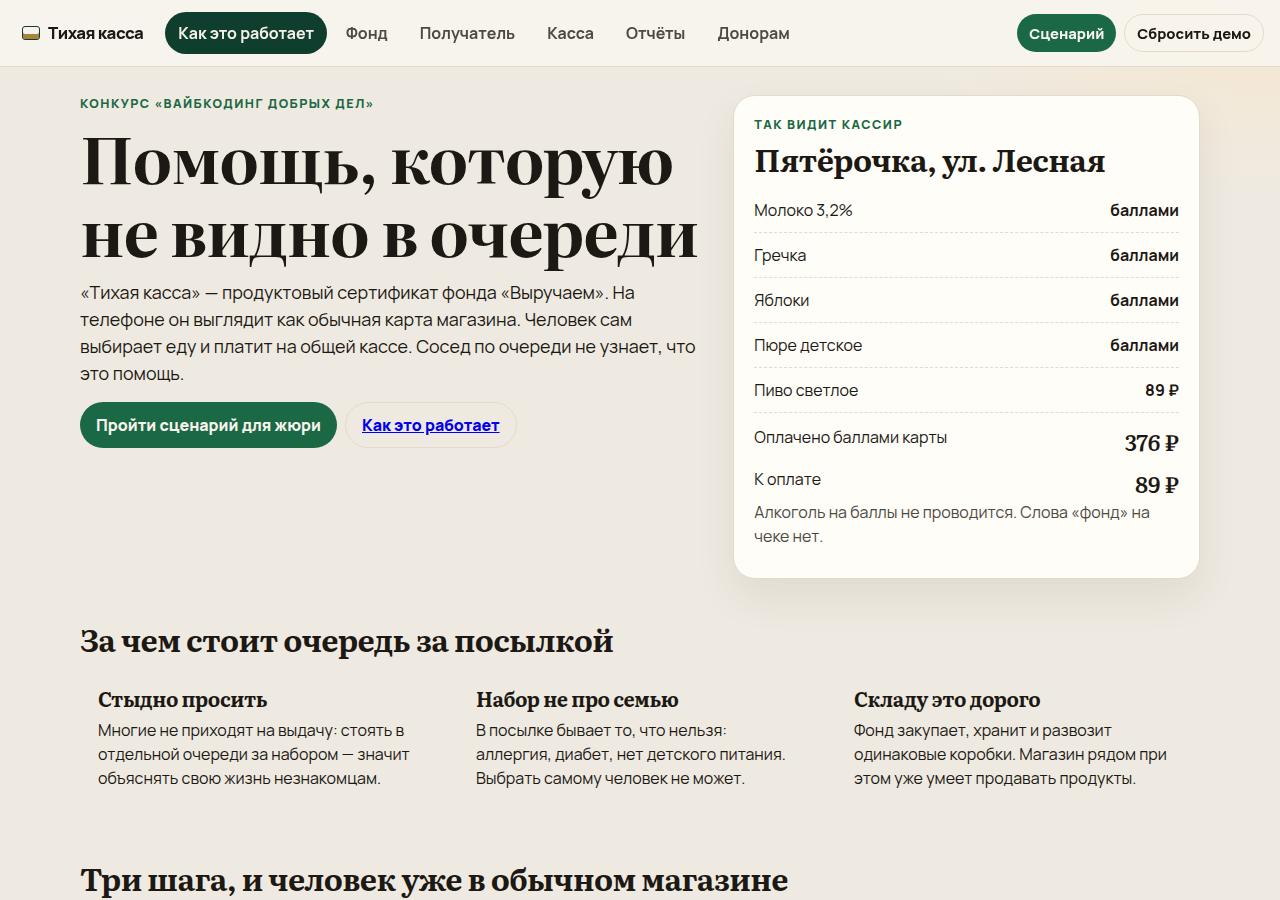 Тихая касса
Как это работает
Фонд
Получатель
Касса
Отчёты
Донорам
Сценарий
Сбросить демо
КОНКУРС «ВАЙБКОДИНГ ДОБРЫХ ДЕЛ»
Помощь, которую
не видно в очереди
«Тихая касса» — продуктовый сертификат фонда «Выручаем». На
телефоне он выглядит как обычная карта магазина. Человек сам
выбирает еду и платит на общей кассе. Сосед по очереди не узнает, что
это помощь.
Пройти сценарий для жюри
Как это работает
ТАК ВИДИТ КАССИР
Пятёрочка, ул. Лесная
Молоко 3,2% баллами
Гречка баллами
Яблоки баллами
Пюре детское баллами
Пиво светлое 89 ₽
Оплачено баллами карты 376 ₽
К оплате 89 ₽
Алкоголь на баллы не проводится. Слова «фонд» на
чеке нет.
За чем стоит очередь за посылкой
Стыдно просить
Многие не приходят на выдачу: стоять в
отдельной очереди за набором — значит
объяснять свою жизнь незнакомцам.
Набор не про семью
В посылке бывает то, что нельзя:
аллергия, диабет, нет детского питания.
Выбрать самому человек не может.
Складу это дорого
Фонд закупает, хранит и развозит
одинаковые коробки. Магазин рядом при
этом уже умеет продавать продукты.
Три шага, и человек уже в обычном магазине